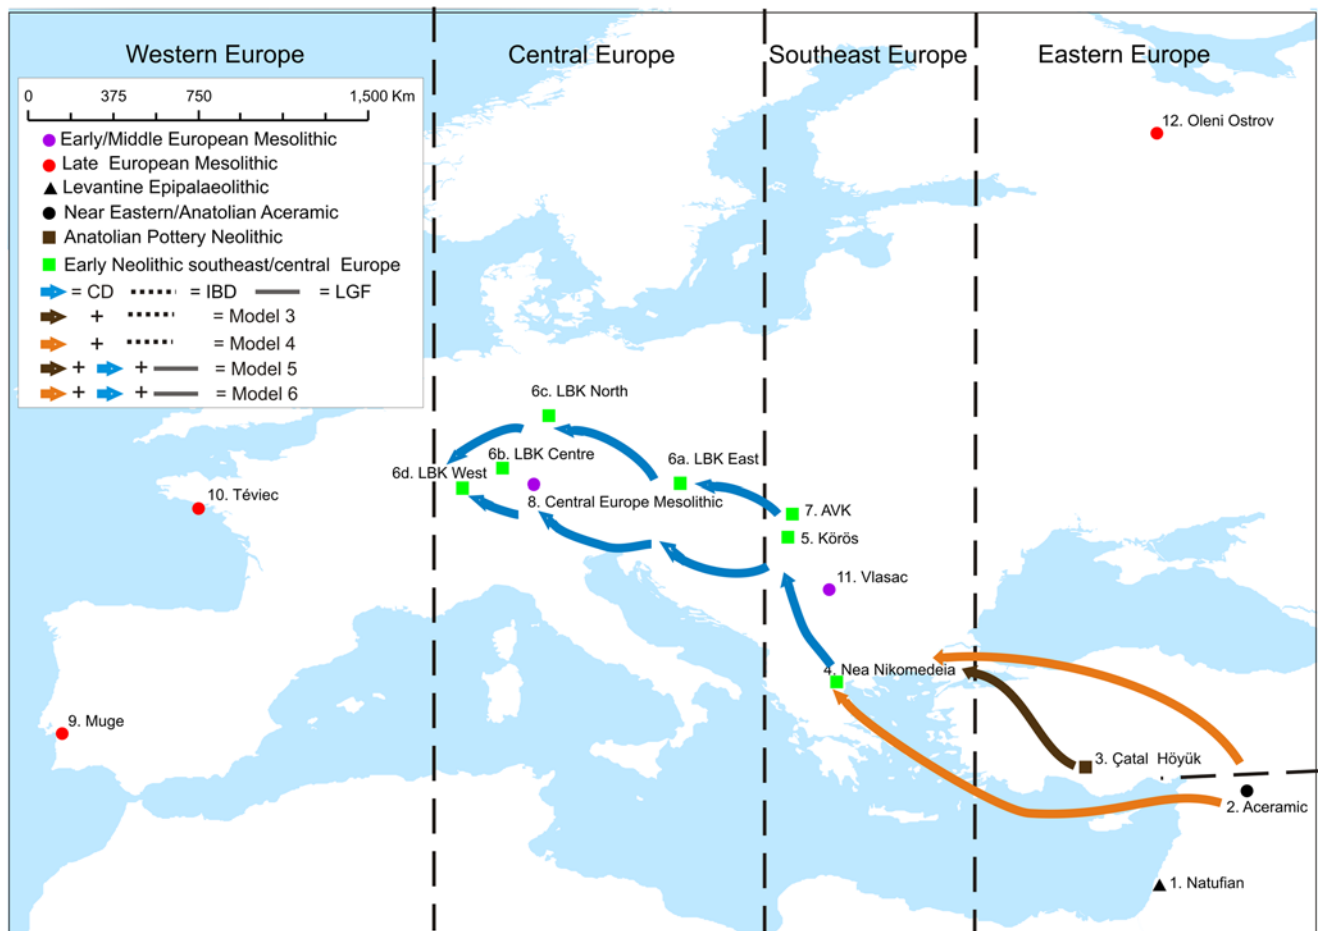 Western Europe
Central Europe
Southeast Europe
Eastern Europe
0 375 750 1,500 Km
Early/Middle European Mesolithic
Late European Mesolithic
Levantine Epipalaeolithic
Near Eastern/Anatolian Aceramic
Anatolian Pottery Neolithic
Early Neolithic southeast/central Europe
= CD = IBD = LGF
+ = Model 3
+ = Model 4
+ + = Model 5
+ + = Model 6
12. Oleni Ostrov
6c. LBK North
6b. LBK Centre
6a. LBK East
6d. LBK West
8. Central Europe Mesolithic
10. Téviec
7. AVK
5. Körös
11. Vlasac
4. Nea Nikomedeia
9. Muge
3. Çatal Höyük
2. Aceramic
1. Natufian